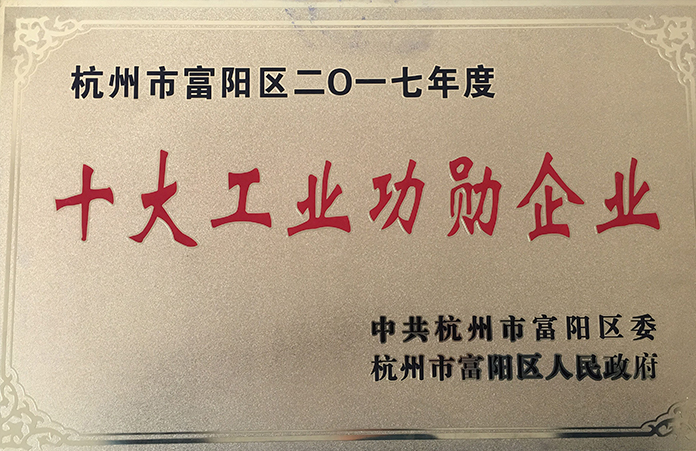 杭州市富阳区二〇一七年度
十大工业功勋企业
中共杭州市富阳区委
杭州市富阳区人民政府